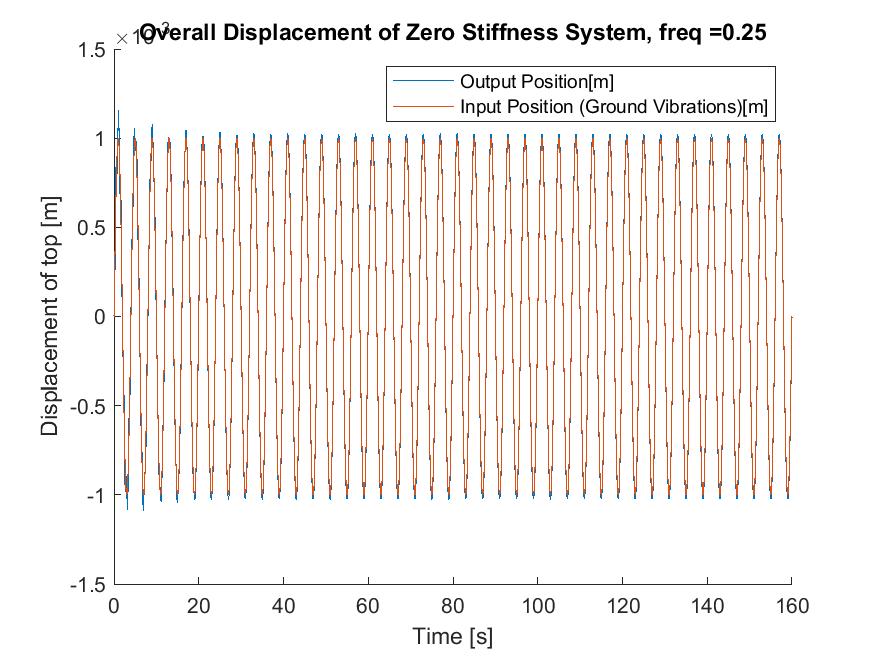 ×10⁻³
Overall Displacement of Zero Stiffness System, freq =0.25
Output Position[m]
Input Position (Ground Vibrations)[m]
1.5
1
0.5
0
-0.5
-1
-1.5
Displacement of top [m]
0 20 40 60 80 100 120 140 160
Time [s]